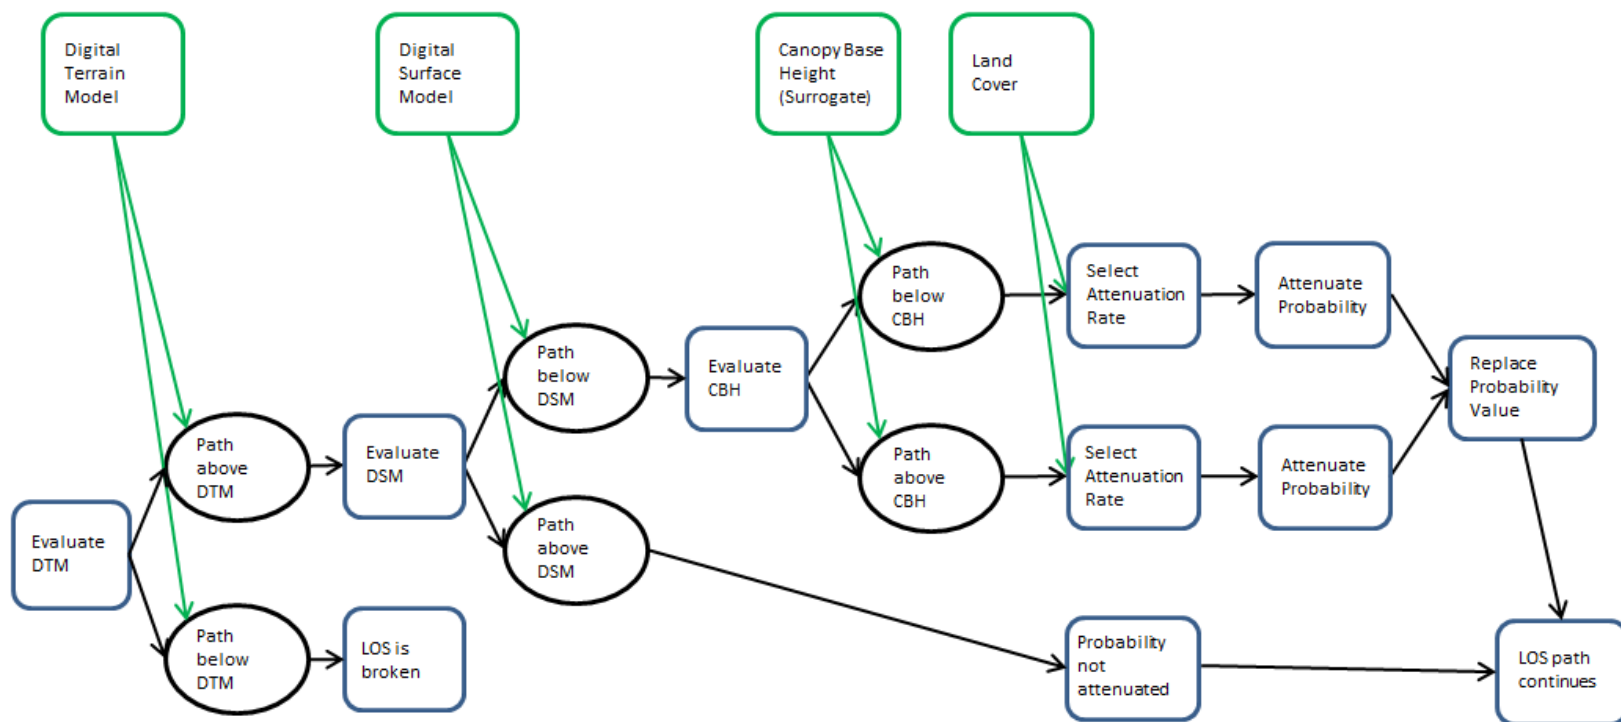 Digital
Terrain
Model
Digital
Surface
Model
Canopy Base
Height
(Surrogate)
Land
Cover
Path
below
CBH
Select
Attenuation
Rate
Attenuate
Probability
Path
below
DSM
Evaluate
CBH
Replace
Probability
Value
Path
above
DTM
Evaluate
DSM
Path
above
CBH
Select
Attenuation
Rate
Attenuate
Probability
Evaluate
DTM
Path
above
DSM
Path
below
DTM
LOS is
broken
Probability
not
attenuated
LOS path
continues